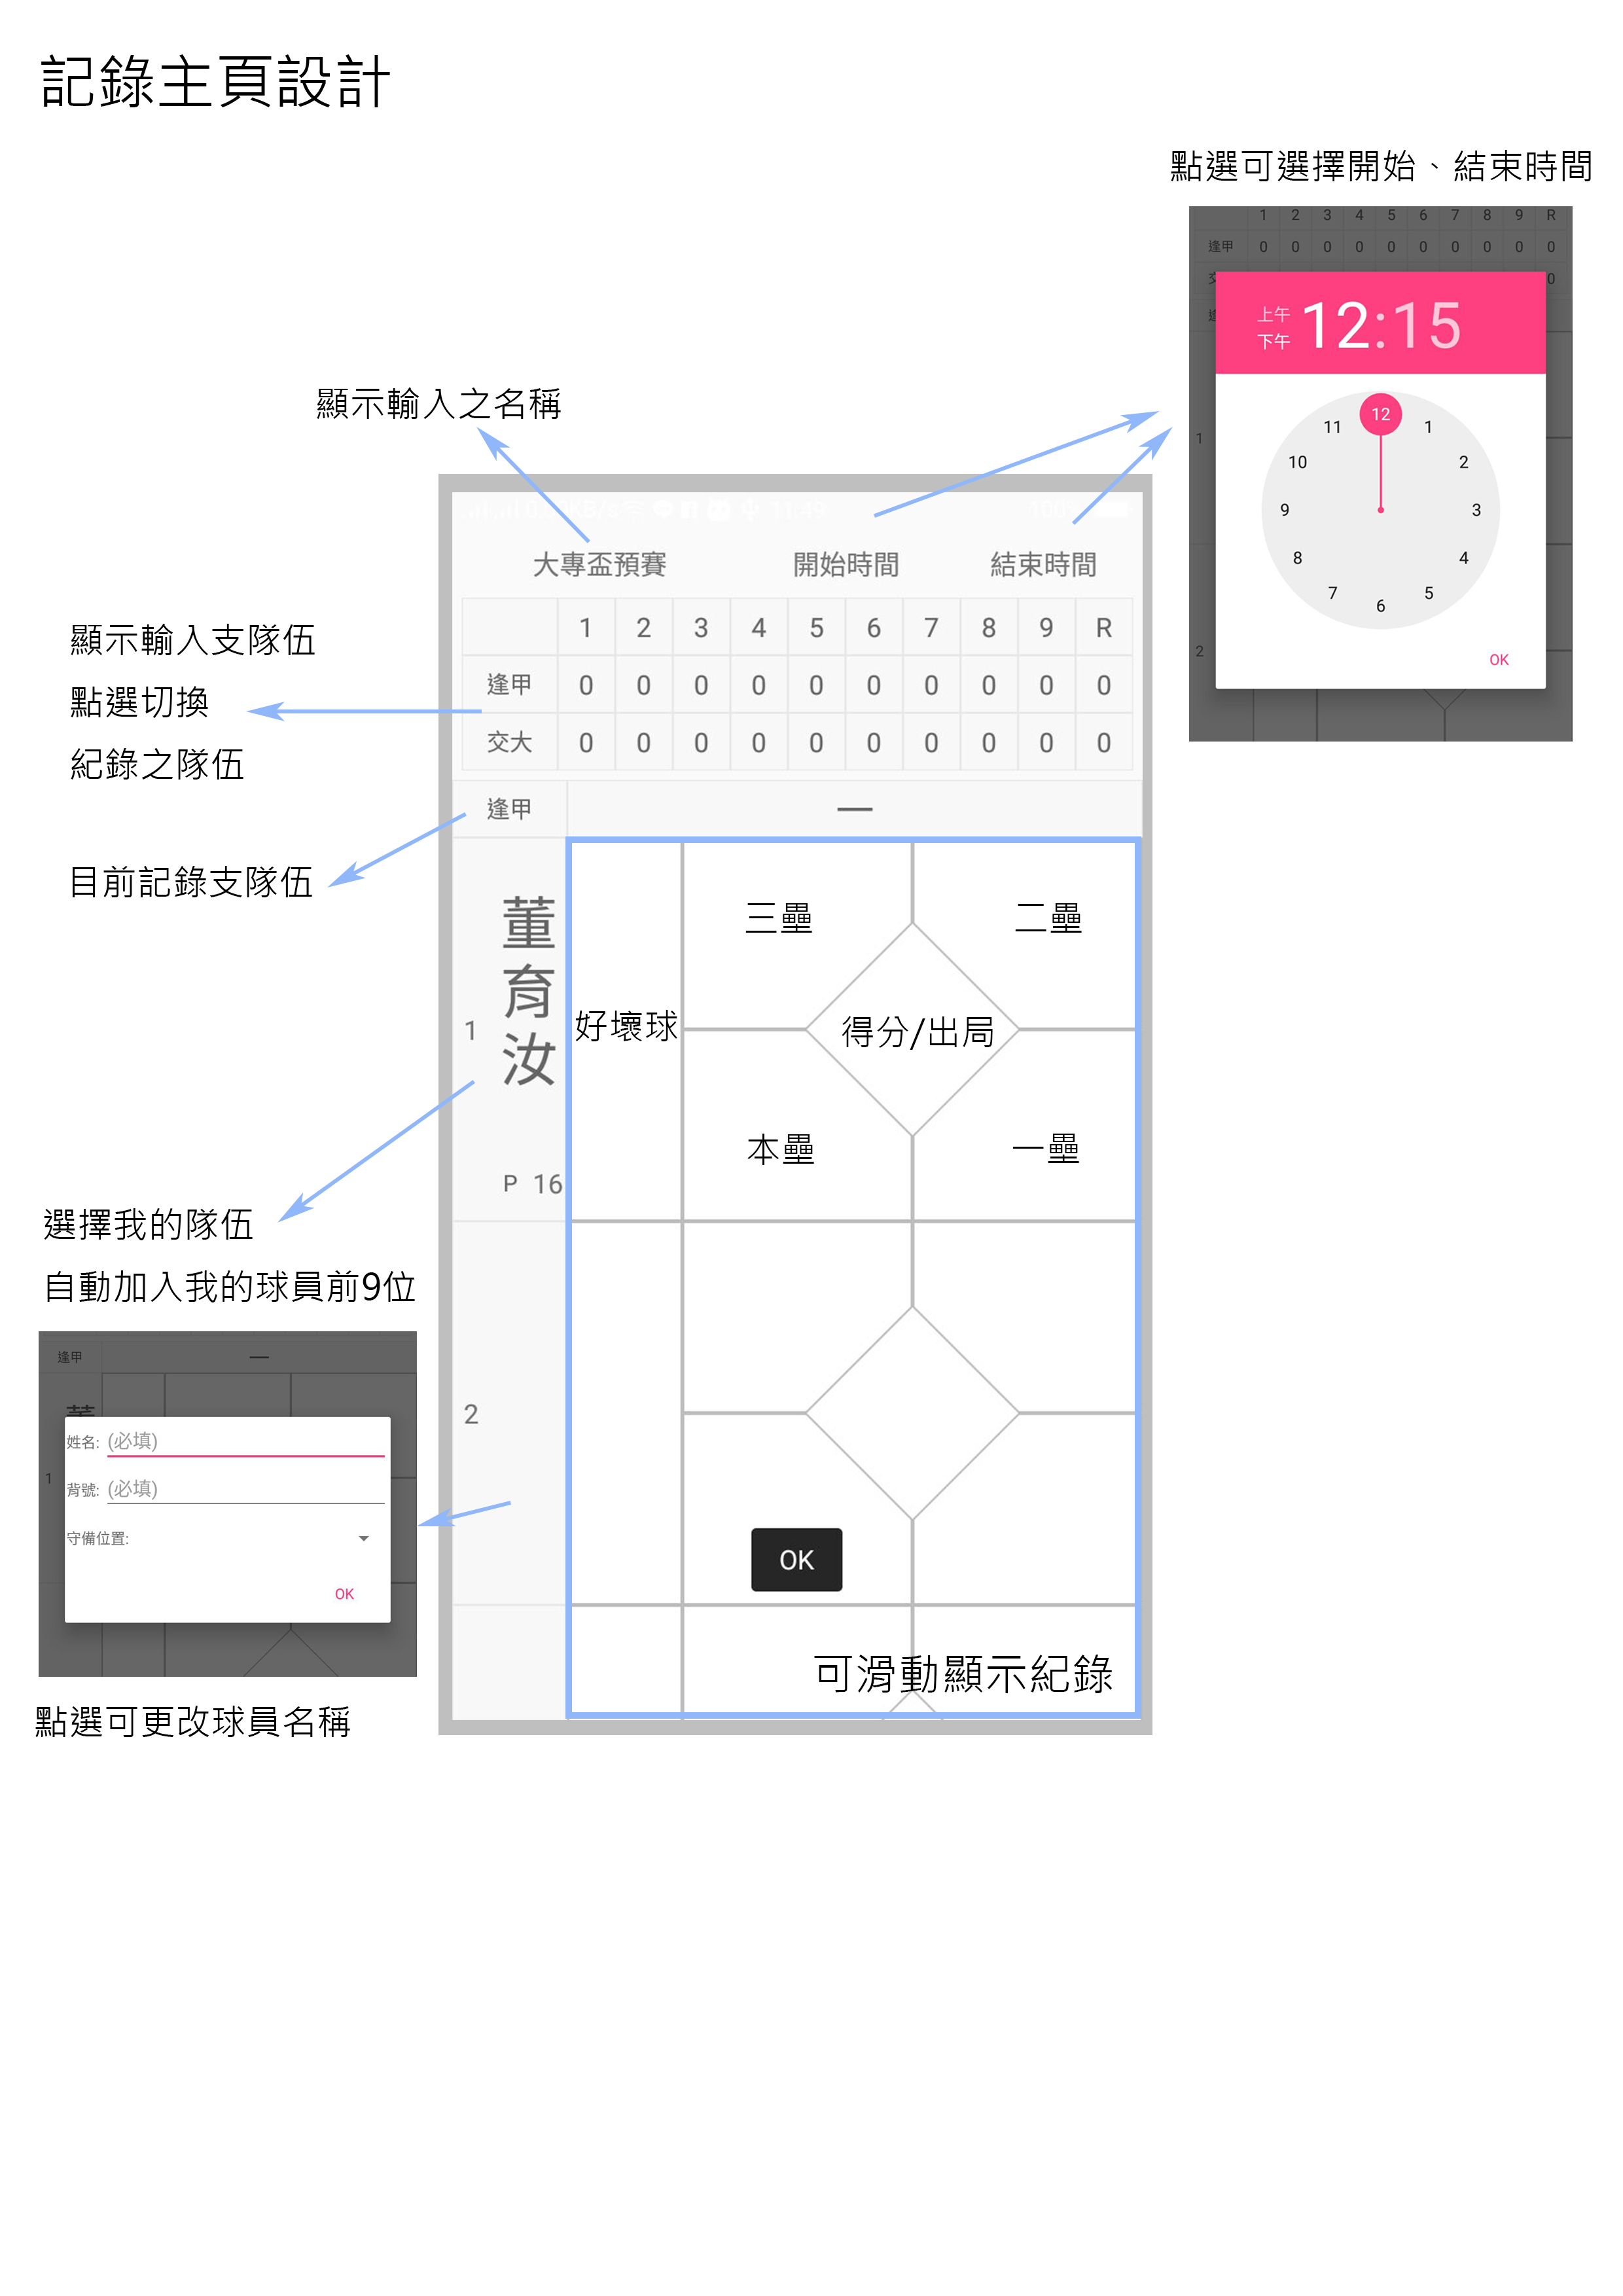 記錄主頁設計
點選可選擇開始、結束時間
1 2 3 4 5 6 7 8 9 R
逢甲 0 0 0 0 0 0 0 0 0 0
0
上午
下午
12:15
12
11 1
10 2
9 3
8 4
7 5
6
OK
1
2
顯示輸入之名稱
大專盃預賽 開始時間 結束時間
1 2 3 4 5 6 7 8 9 R
逢甲 0 0 0 0 0 0 0 0 0 0
交大 0 0 0 0 0 0 0 0 0 0
顯示輸入支隊伍
點選切換
紀錄之隊伍
逢甲 一
目前記錄支隊伍
1
董育汝
P 16
好壞球
三壘 二壘
得分/出局
本壘 一壘
選擇我的隊伍
自動加入我的球員前9位
2
OK
可滑動顯示紀錄
逢甲 一
1
姓名: (必填)
背號: (必填)
守備位置:
OK
點選可更改球員名稱